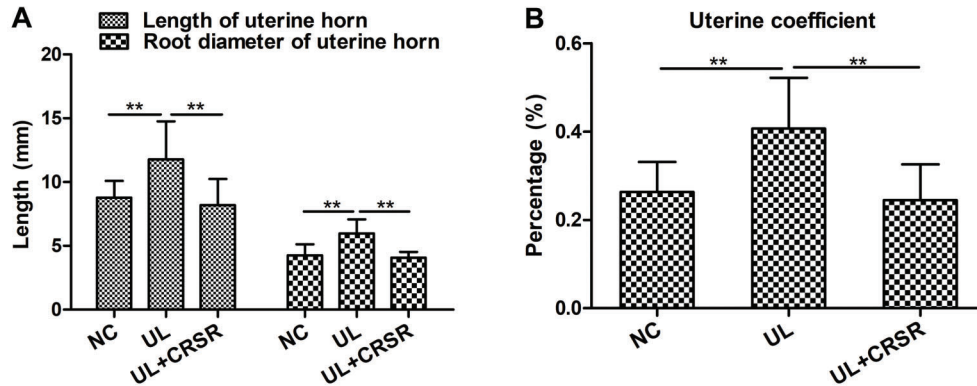 A
Length of uterine horn
Root diameter of uterine horn
20
15
10
5
0
Length (mm)
** **
** **
NC UL UL+CRSR NC UL UL+CRSR
B
Uterine coefficient
0.6
0.4
0.2
0.0
Percentage (%)
** **
NC UL UL+CRSR